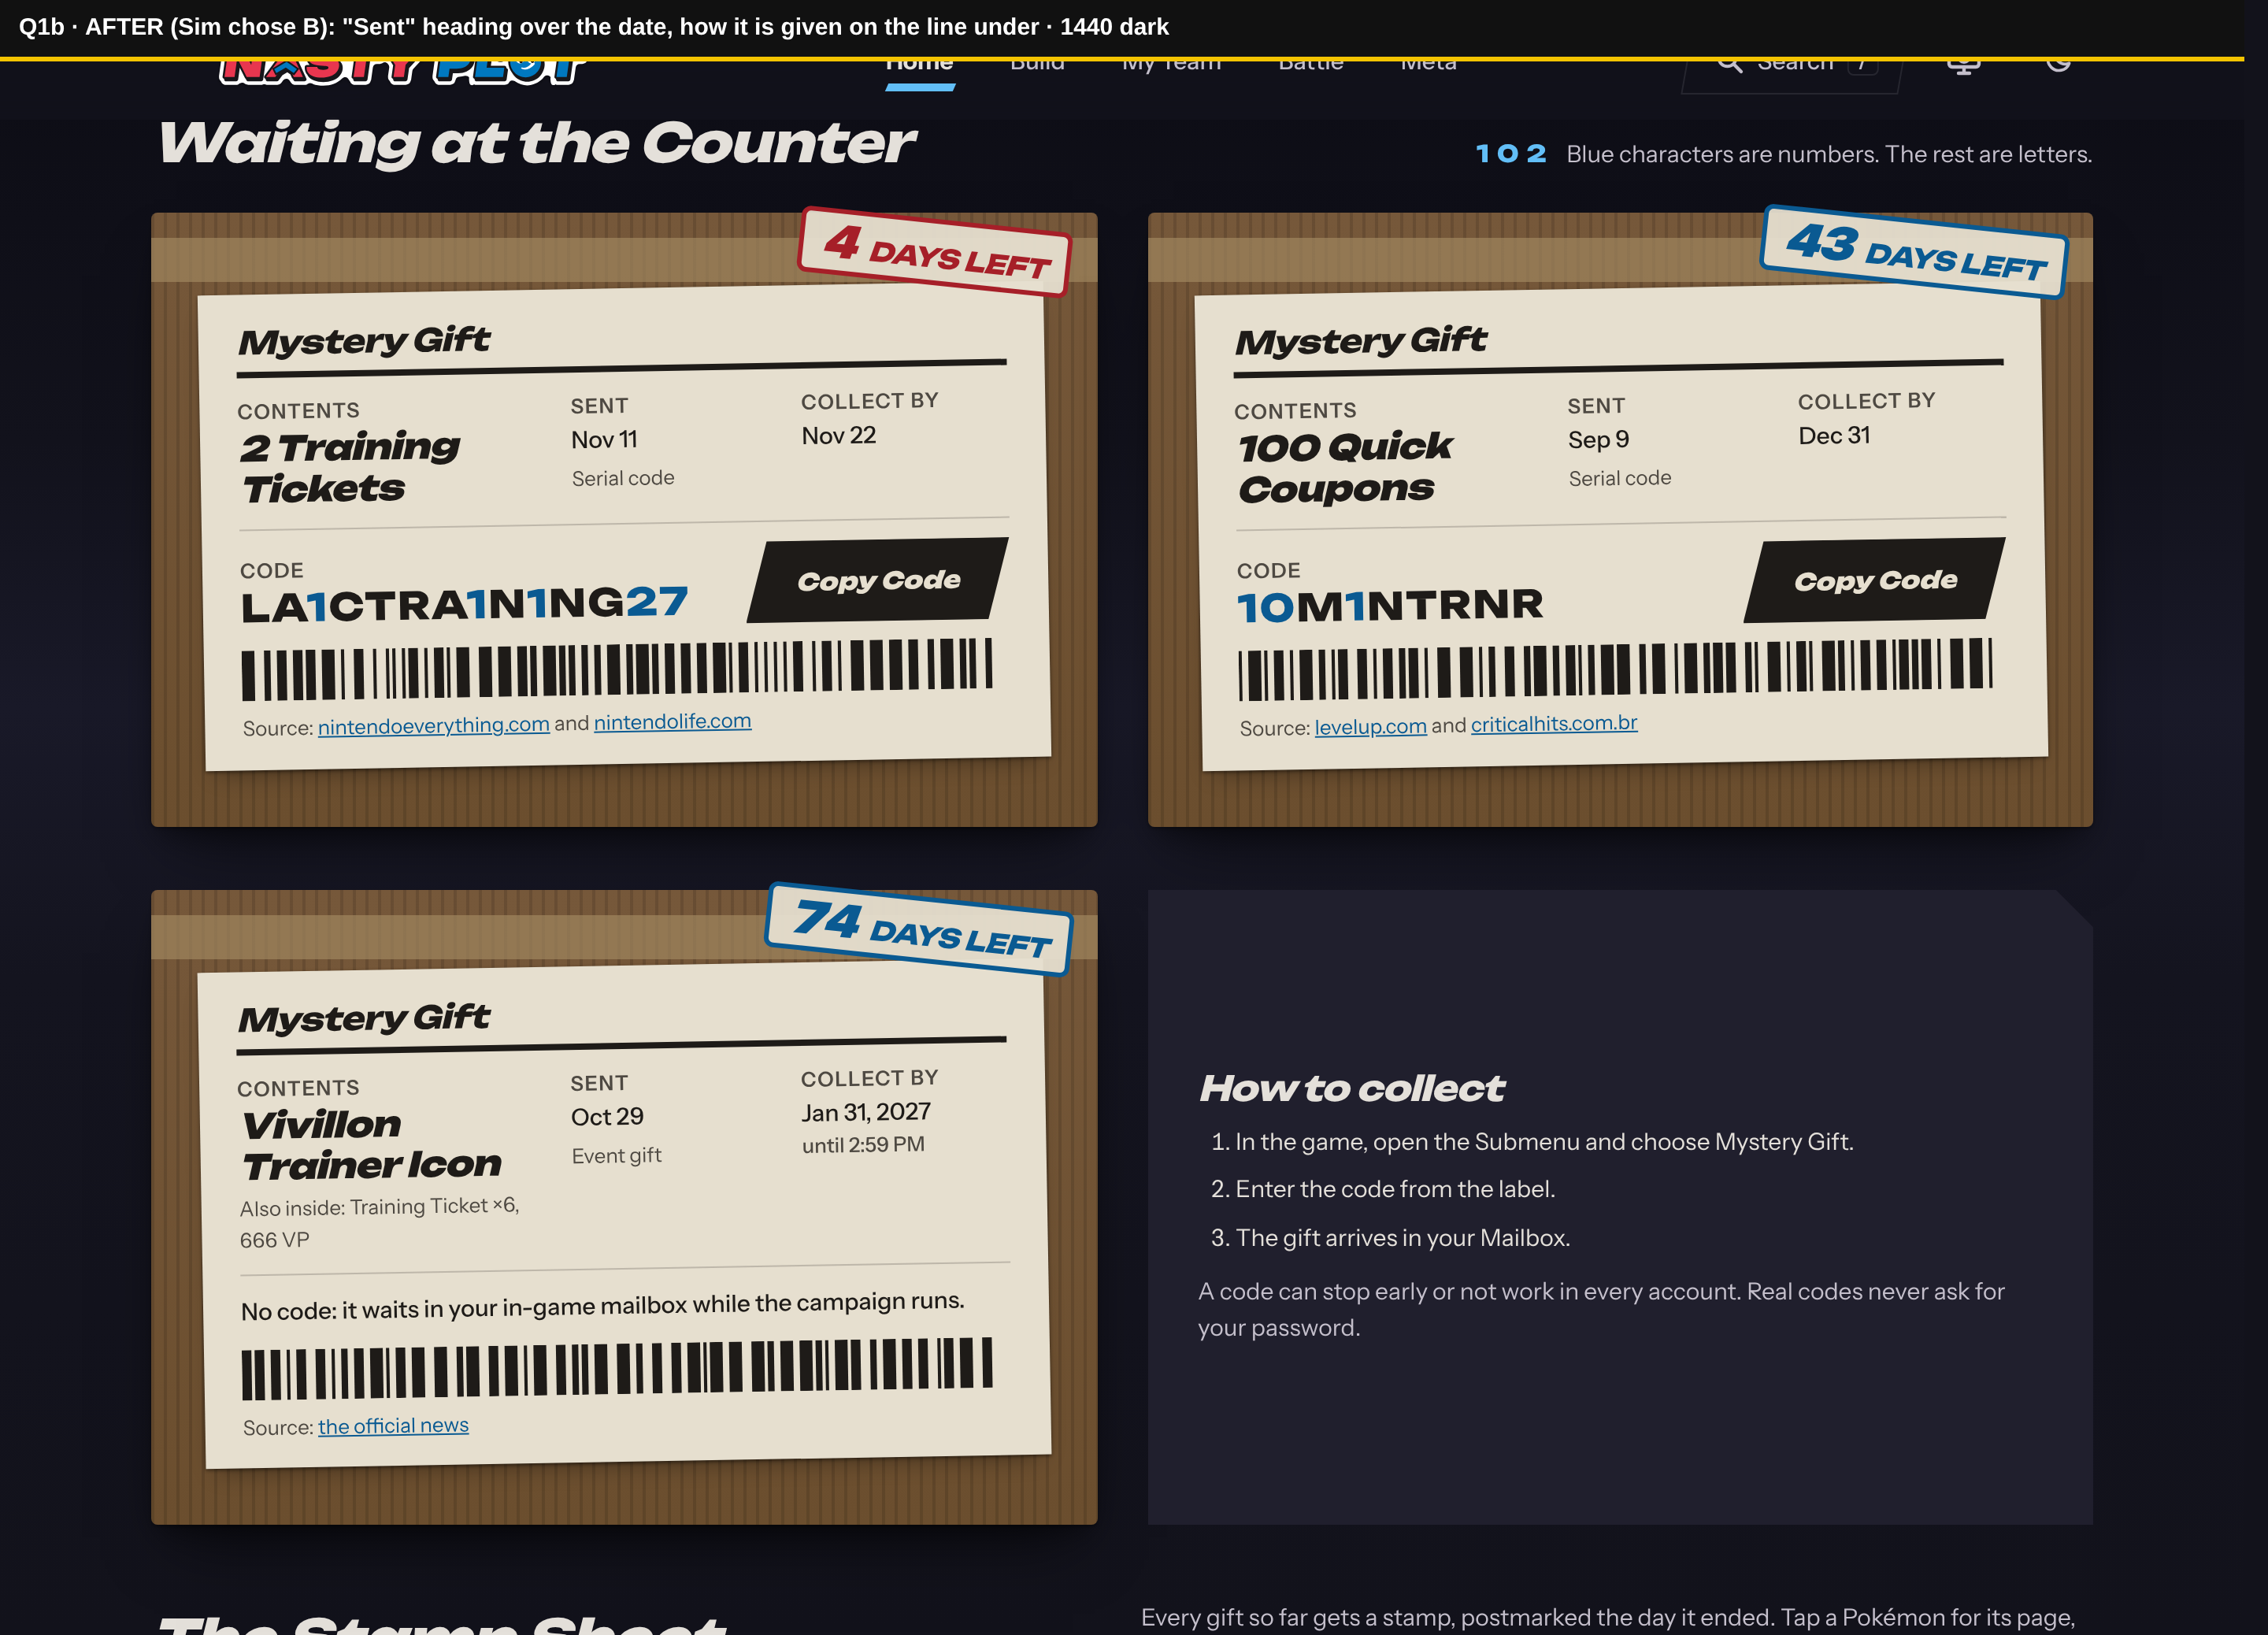 Q1b · AFTER (Sim chose B): "Sent" heading over the date, how it is given on the line under · 1440 dark
NASTY PLOT
Home Build My Team Battle Meta Search /
Waiting at the Counter
102 Blue characters are numbers. The rest are letters.
4 DAYS LEFT
Mystery Gift
CONTENTS SENT COLLECT BY
2 Training Tickets
Nov 11
Nov 22
Serial code
CODE
LA1CTRA1N1NG27
Copy Code
Source: nintendoeverything.com and nintendolife.com
43 DAYS LEFT
Mystery Gift
CONTENTS SENT COLLECT BY
100 Quick Coupons
Sep 9
Dec 31
Serial code
CODE
10M1NTRNR
Copy Code
Source: levelup.com and criticalhits.com.br
74 DAYS LEFT
Mystery Gift
CONTENTS SENT COLLECT BY
Vivillon Trainer Icon
Oct 29
Jan 31, 2027
Event gift
until 2:59 PM
Also inside: Training Ticket ×6,
666 VP
No code: it waits in your in-game mailbox while the campaign runs.
Source: the official news
How to collect
1. In the game, open the Submenu and choose Mystery Gift.
2. Enter the code from the label.
3. The gift arrives in your Mailbox.
A code can stop early or not work in every account. Real codes never ask for
your password.
The Stamp Sheet
Every gift so far gets a stamp, postmarked the day it ended. Tap a Pokémon for its page,